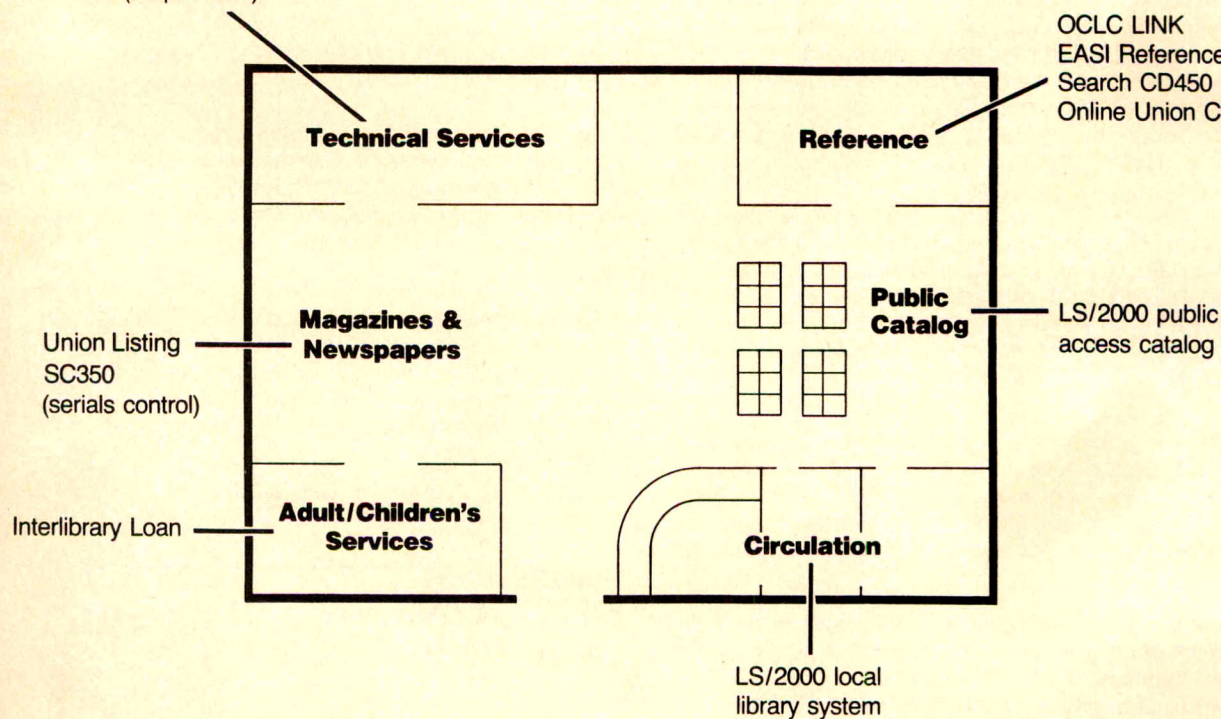 OCLC LINK
EASI Reference
Search CD450
Online Union
Technical Services
Reference
Magazines &
Newspapers
Public
Catalog
Union Listing
SC350
(serials control)
LS/2000 public
access catalog
Interlibrary Loan
Adult/Children's
Services
Circulation
LS/2000 local
library system